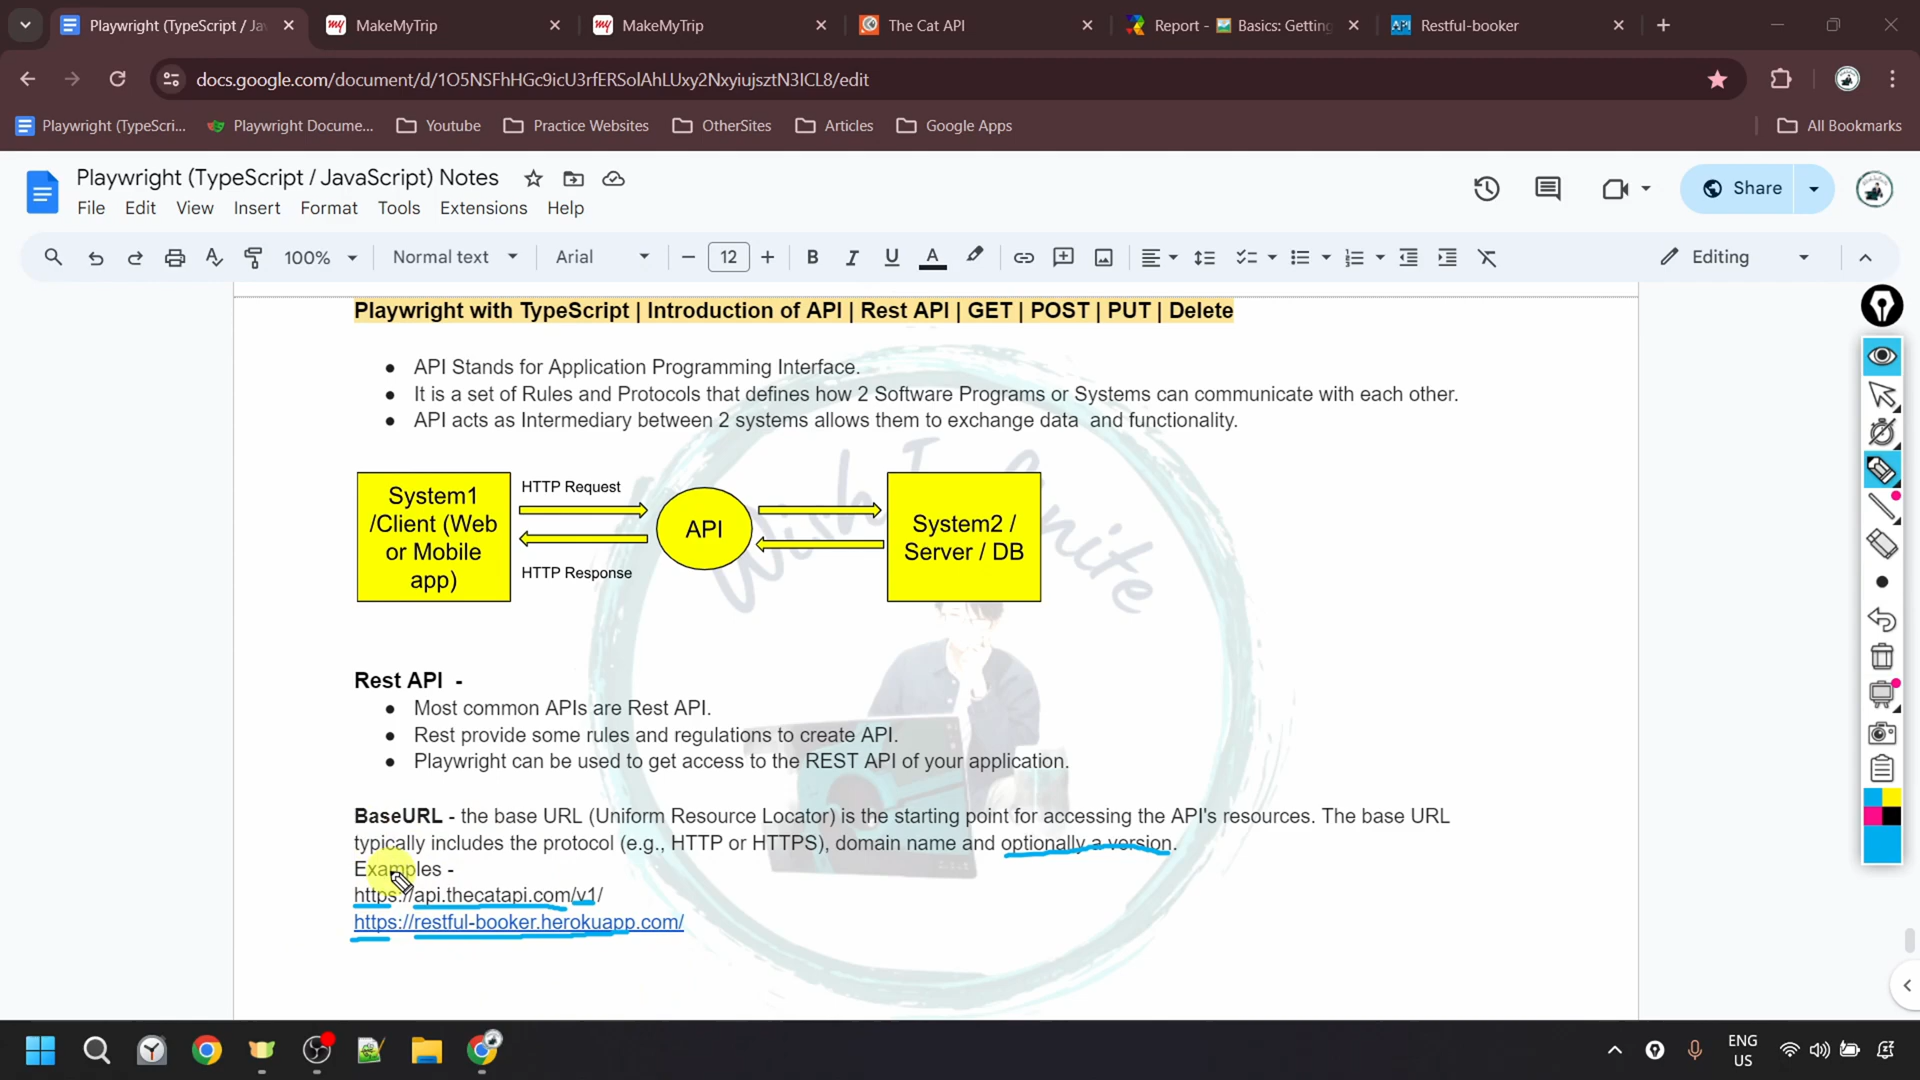 Playwright (TypeScript / Jav
MakeMyTrip
MakeMyTrip
The Cat API
Report - 🖼️ Basics: Getting
Restful-booker
docs.google.com/document/d/1O5NSFhHGc9icU3rfERSolAhLUxy2NxyiujsztN3ICL8/edit
Playwright (TypeScri...
Playwright Docume...
Youtube
Practice Websites
OtherSites
Articles
Google Apps
All Bookmarks
Playwright (TypeScript / JavaScript) Notes
File Edit View Insert Format Tools Extensions Help
Share
100%
Normal text
Arial
12
Editing
Playwright with TypeScript | Introduction of API | Rest API | GET | POST | PUT | Delete
● API Stands for Application Programming Interface.
● It is a set of Rules and Protocols that defines how 2 Software Programs or Systems can communicate with each other.
● API acts as Intermediary between 2 systems allows them to exchange data  and functionality.
System1
/Client (Web
or Mobile
app)
HTTP Request
HTTP Response
API
System2 /
Server / DB
Wish Infinite
Rest API  -
● Most common APIs are Rest API.
● Rest provide some rules and regulations to create API.
● Playwright can be used to get access to the REST API of your application.
BaseURL - the base URL (Uniform Resource Locator) is the starting point for accessing the API's resources. The base URL
typically includes the protocol (e.g., HTTP or HTTPS), domain name and optionally a version.
Examples -
https://api.thecatapi.com/v1/
https://restful-booker.herokuapp.com/
ENG
US